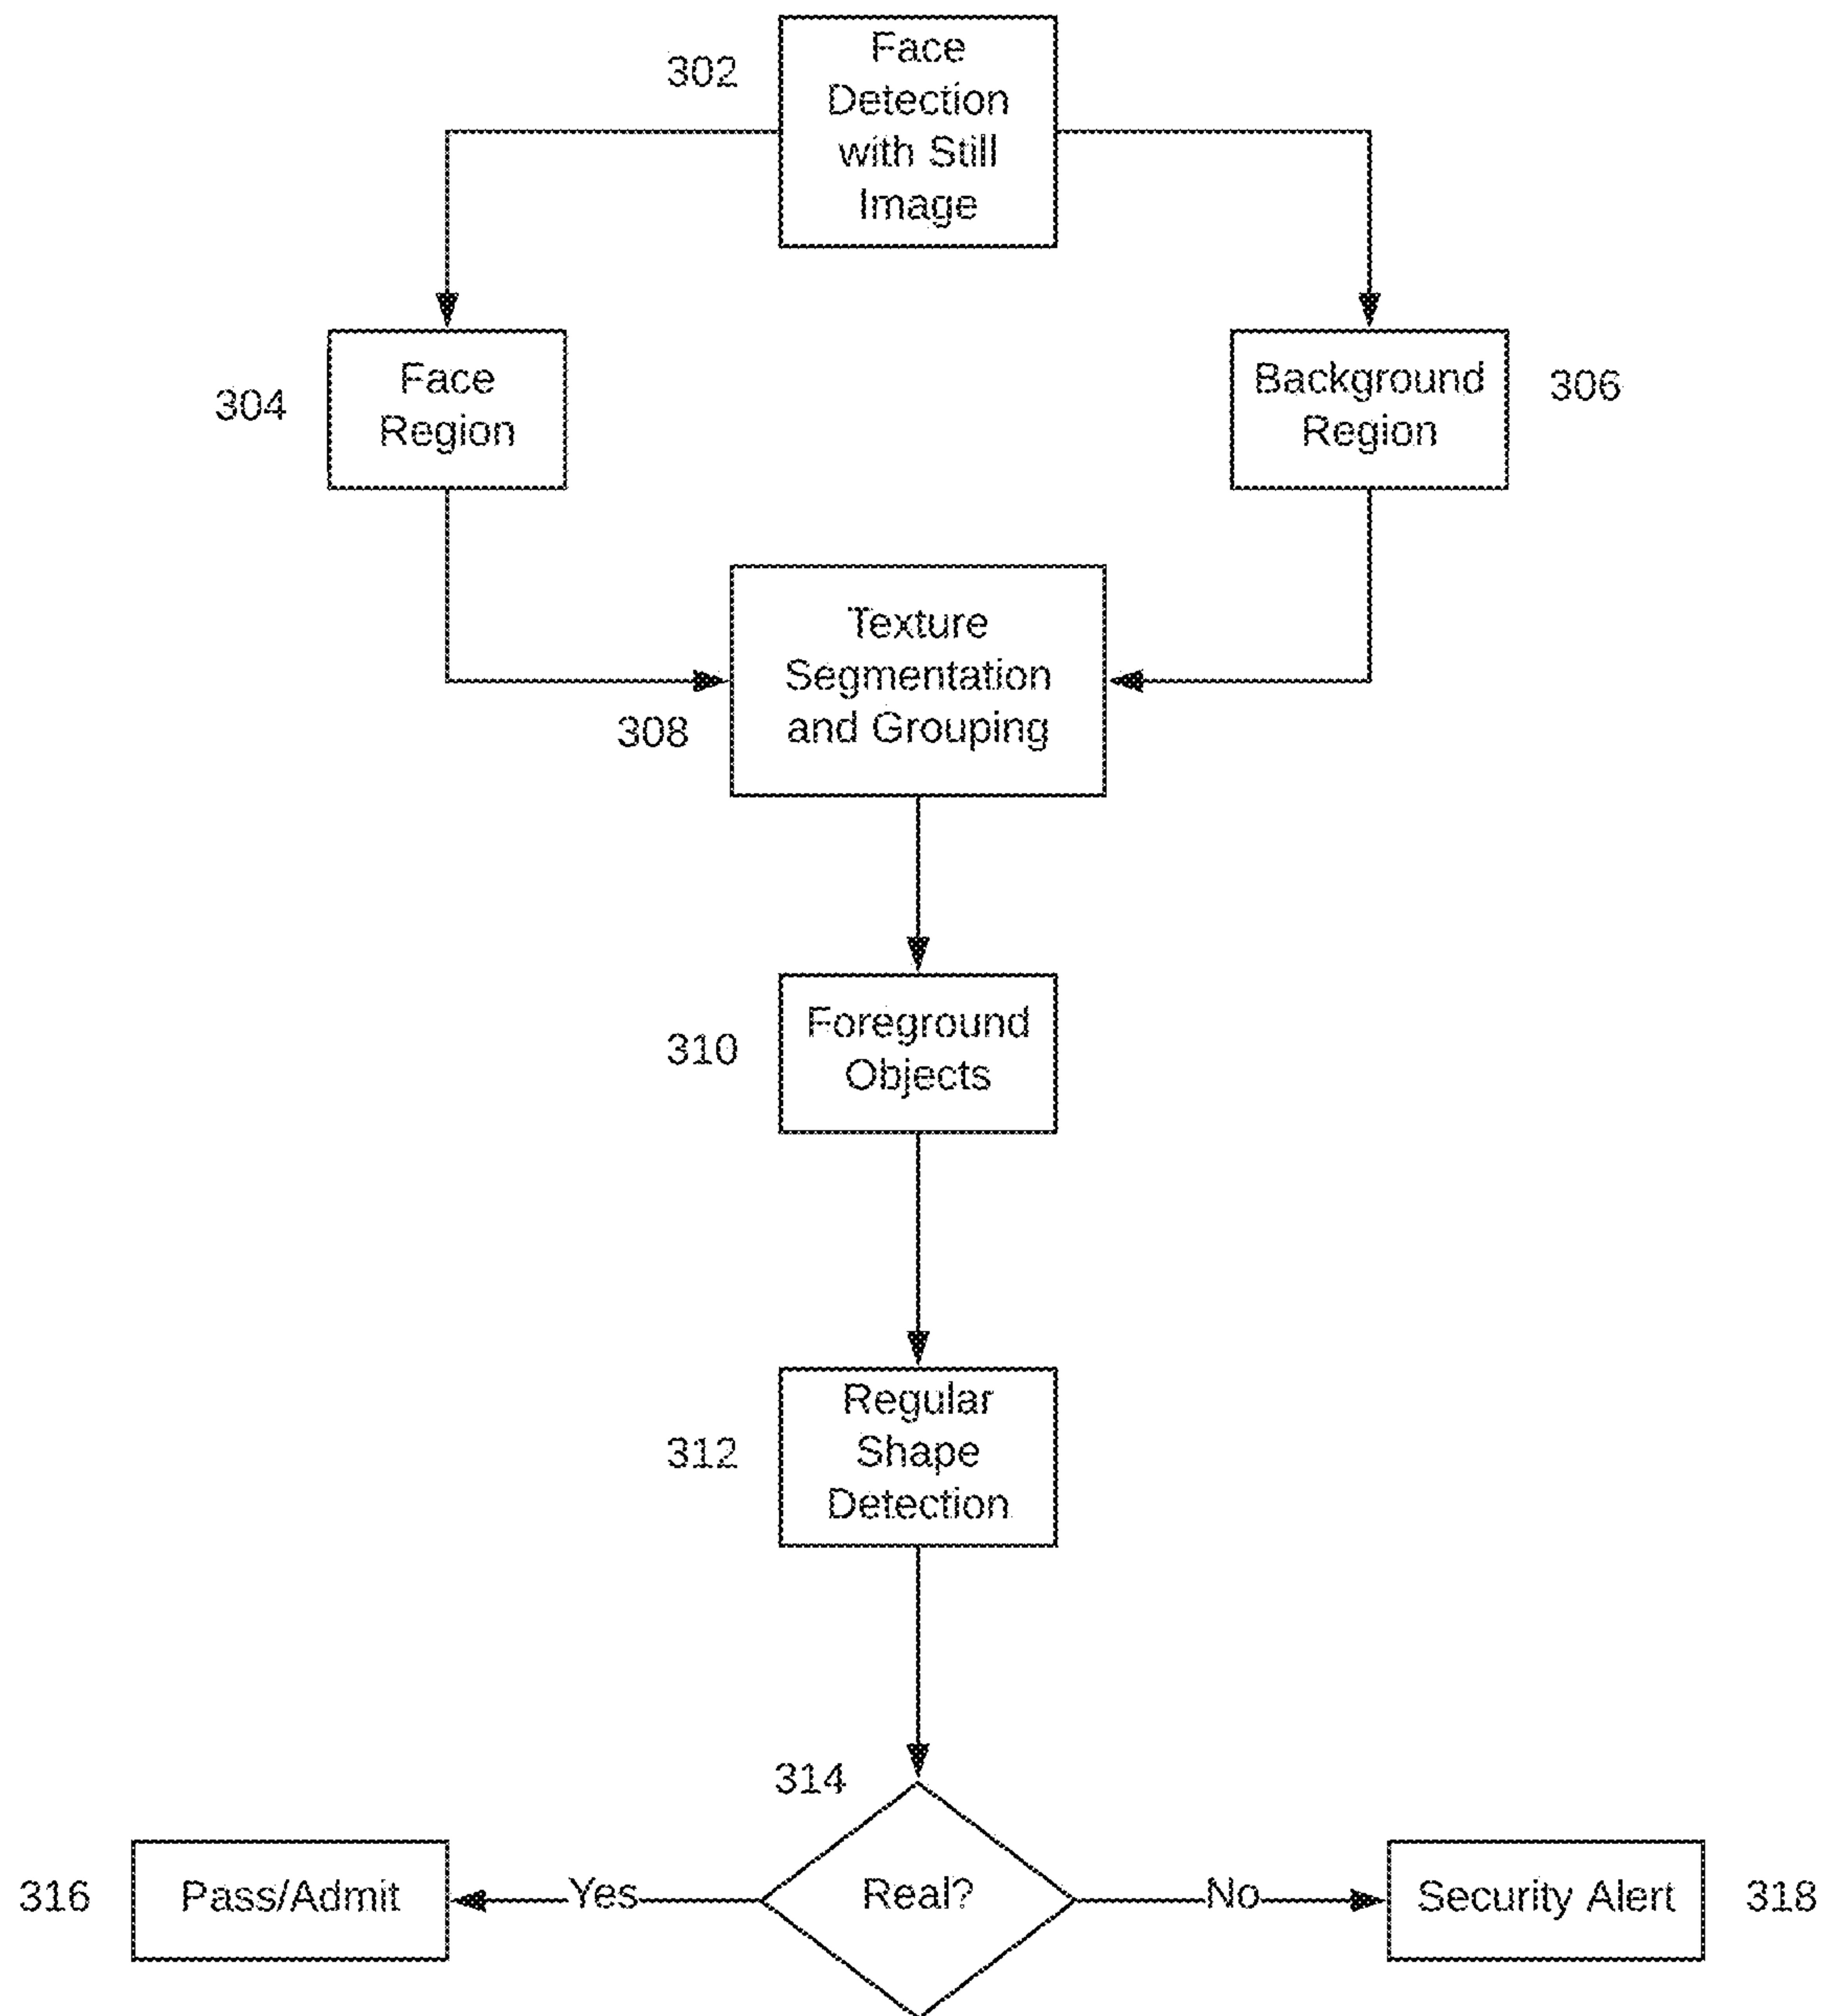 302
Face
Detection
with Still
Image
304
Face
Region
Background
Region
306
Texture
Segmentation
and Grouping
308
310
Foreground
Objects
312
Regular
Shape
Detection
314
316
Pass/Admit
Yes
Real?
No
Security Alert
318